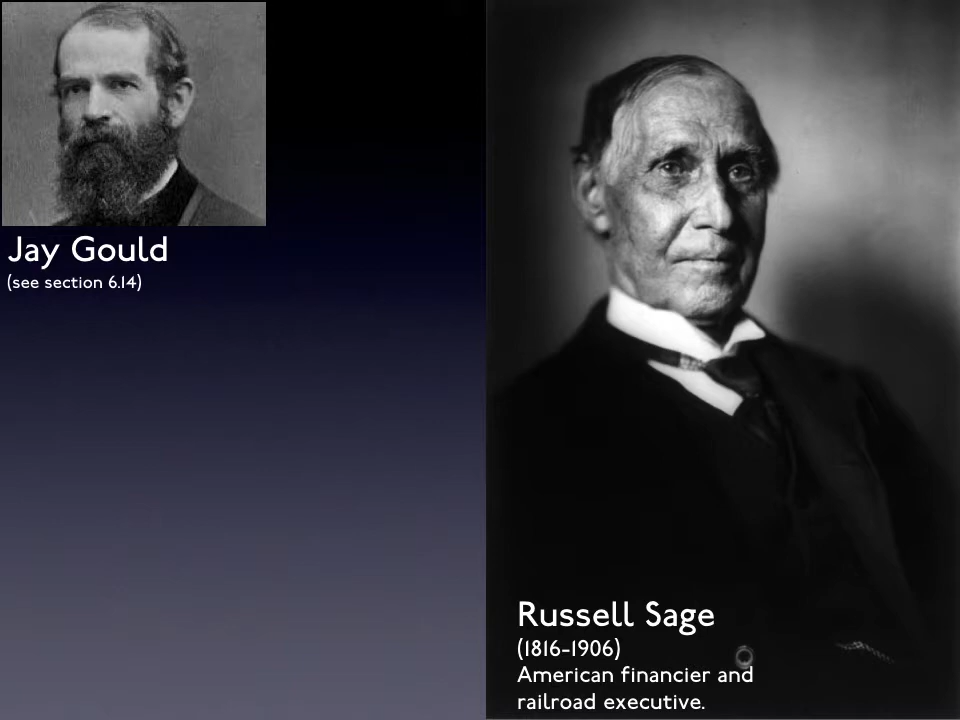 Jay Gould
(see section 6.14)
Russell Sage
(1816-1906)
American financier and
railroad executive.